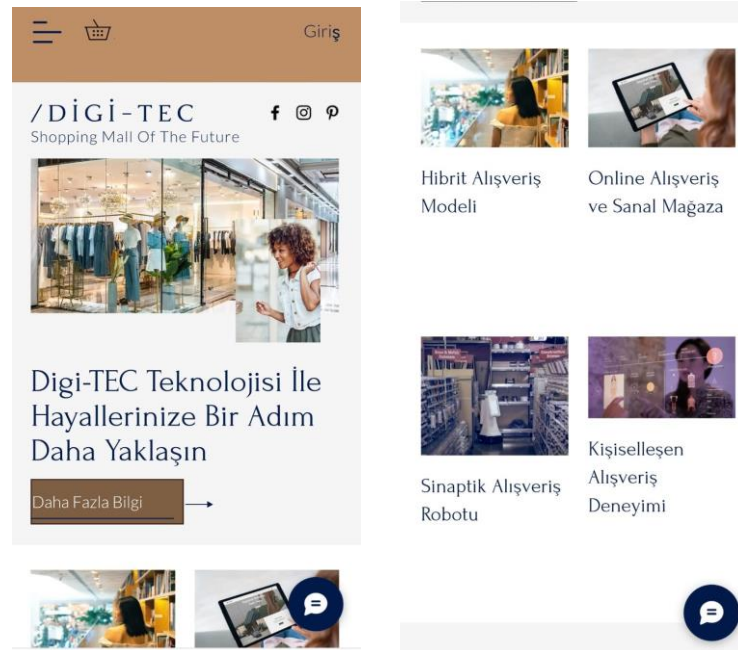 Giriş
/DİGİ-TEC
Shopping Mall Of The Future
Digi-TEC Teknolojisi İle
Hayallerinize Bir Adım
Daha Yaklaşın
Daha Fazla Bilgi
Hibrit Alışveriş
Modeli
Online Alışveriş
ve Sanal Mağaza
Sinaptik Alışveriş
Robotu
Kişiselleşen
Alışveriş
Deneyimi